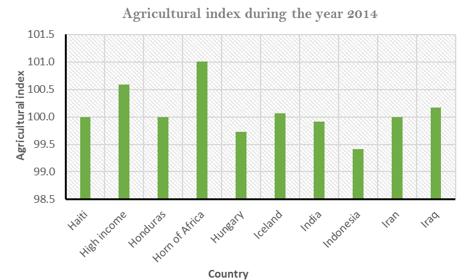 Agricultural index during the year 2014
101.5
101.0
100.5
100.0
99.5
99.0
98.5
Agricultural index
Haiti
High income
Honduras
Horn of Africa
Hungary
Iceland
India
Indonesia
Iran
Iraq
Country